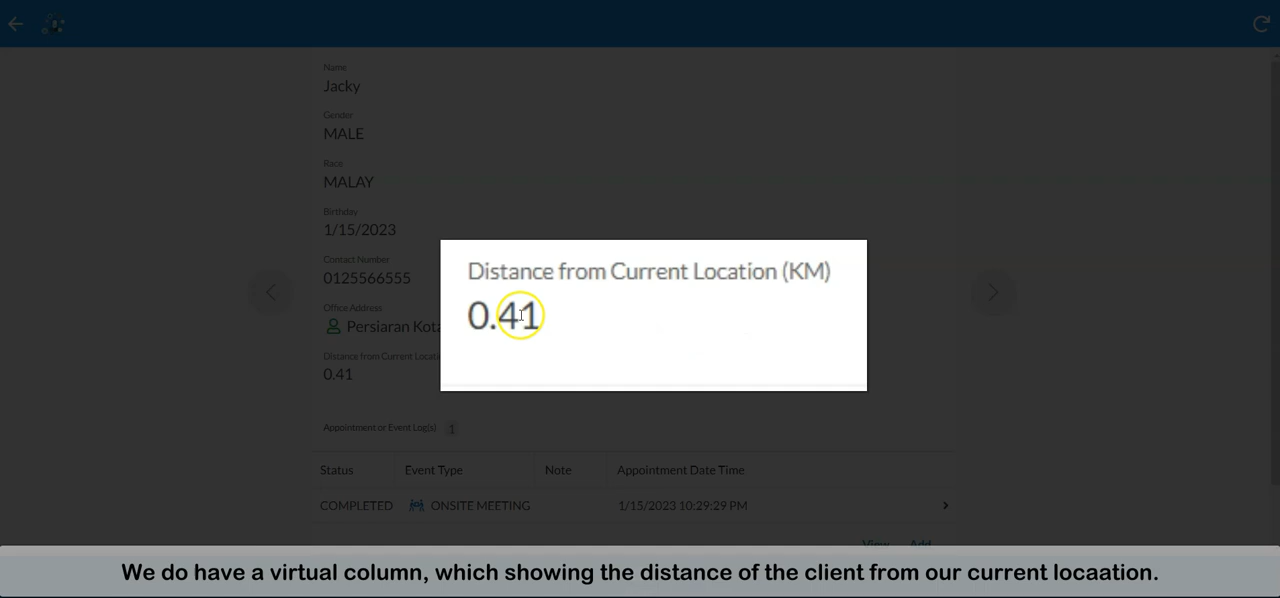 Name
Jacky
Gender
MALE
Race
MALAY
Birthday
1/15/2023
Contact Number
0125566555
Office Address
Persiaran Kota
Distance from Current Locati
0.41
Distance from Current Location (KM)
0.41
Appointment or Event Log(s) 1
Status Event Type Note Appointment Date Time
COMPLETED ONSITE MEETING 1/15/2023 10:29:29 PM
View Add
We do have a virtual column, which showing the distance of the client from our current locaation.